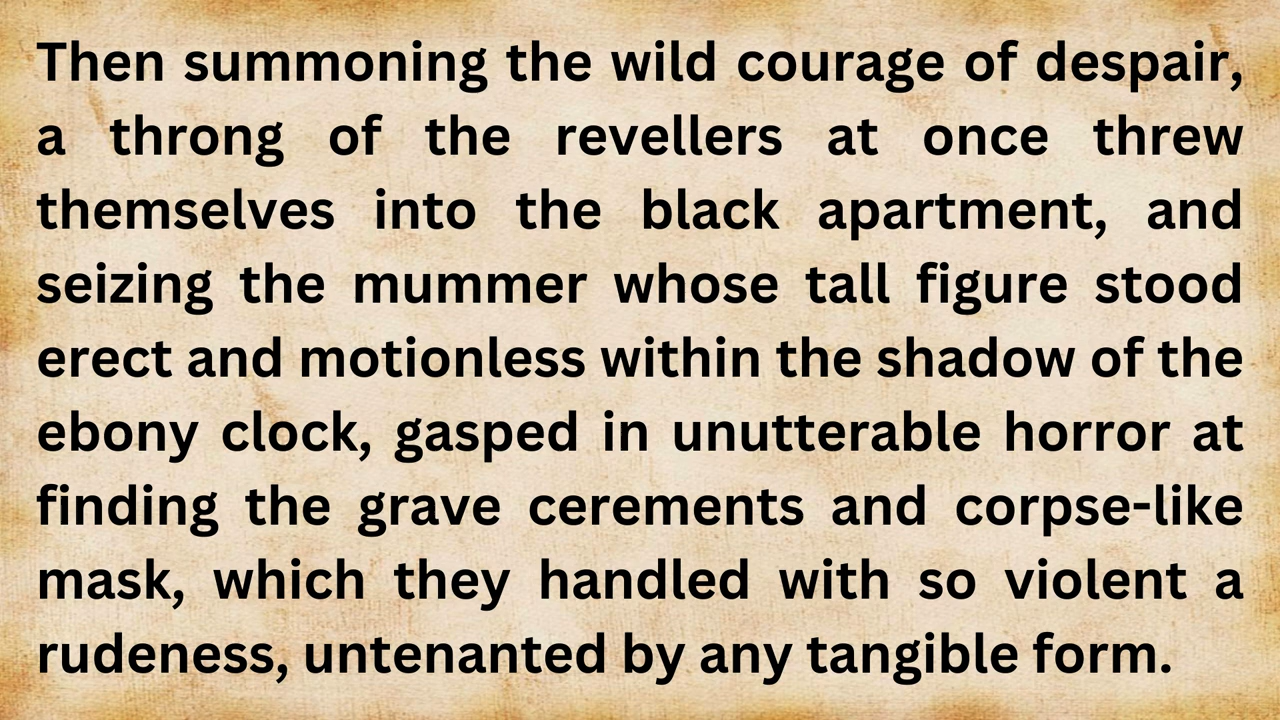 Then summoning the wild courage of despair,
a throng of the revellers at once threw
themselves into the black apartment, and
seizing the mummer whose tall figure stood
erect and motionless within the shadow of the
ebony clock, gasped in unutterable horror at
finding the grave cerements and corpse-like
mask, which they handled with so violent a
rudeness, untenanted by any tangible form.